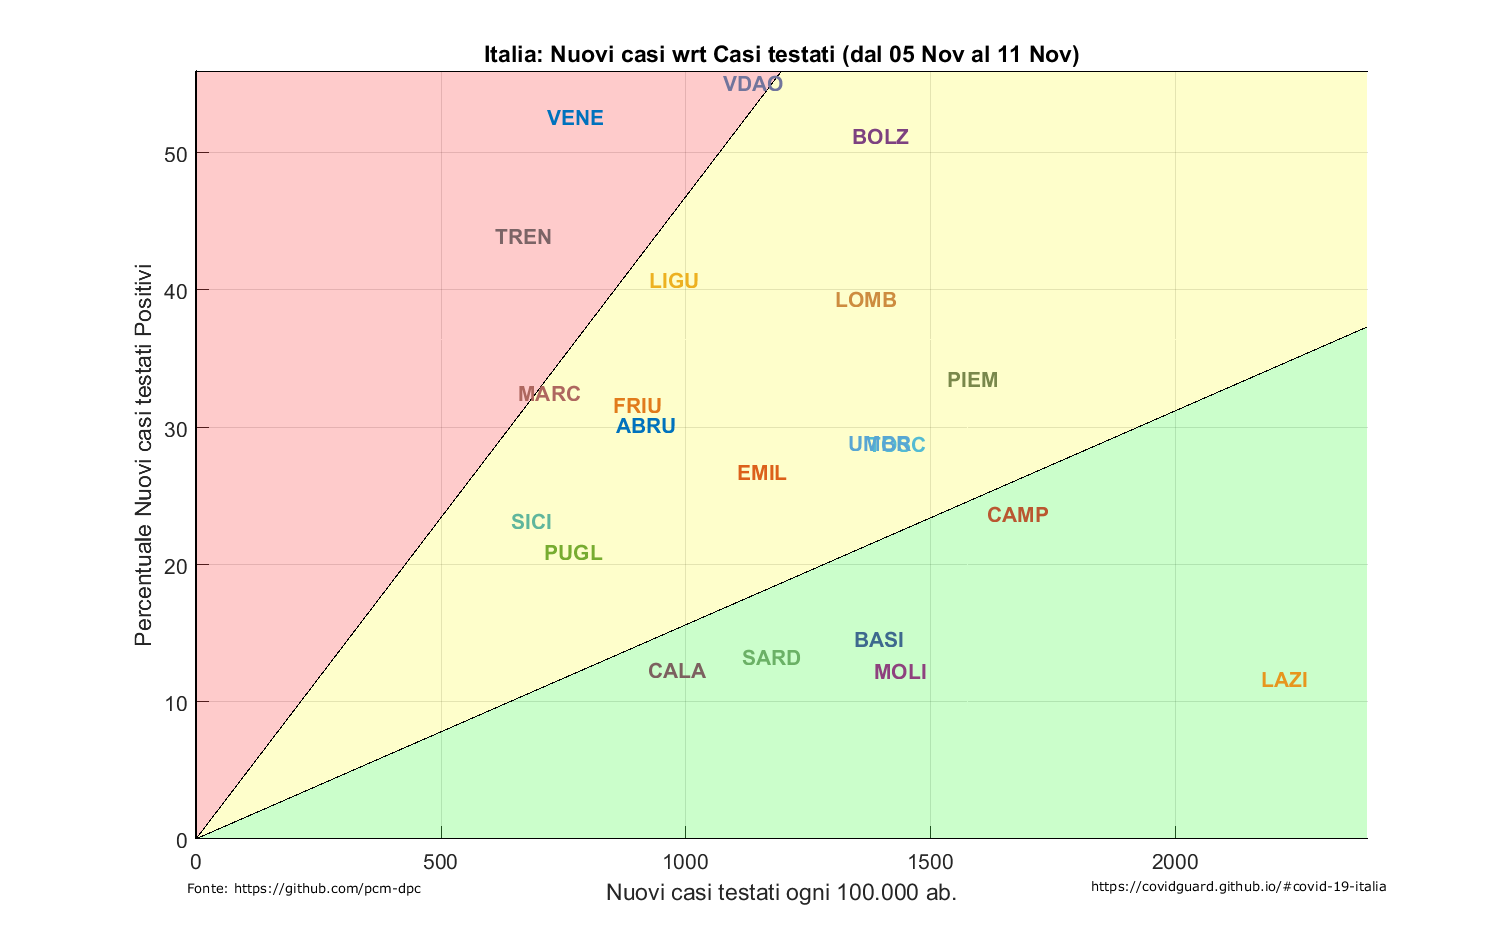 Italia: Nuovi casi wrt Casi testati (dal 05 Nov al 11 Nov)
VDAO
VENE
BOLZ
50
TREN
LIGU
40
LOMB
PIEM
MARC
FRIU
ABRU
30
UMBR
TOSC
EMIL
CAMP
SICI
PUGL
20
BASI
SARD
CALA
MOLI
LAZI
10
0
Percentuale Nuovi casi testati Positivi
0 500 1000 1500 2000
Nuovi casi testati ogni 100.000 ab.
Fonte: https://github.com/pcm-dpc
https://covidguard.github.io/#covid-19-italia